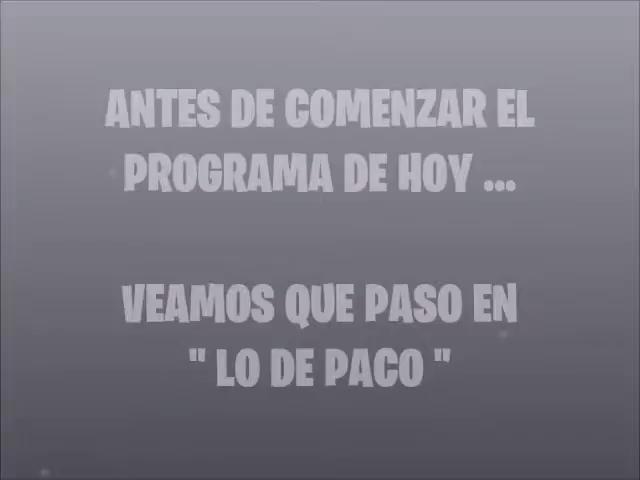 ANTES DE COMENZAR EL
PROGRAMA DE HOY ...
VEAMOS QUE PASO EN
" LO DE PACO "